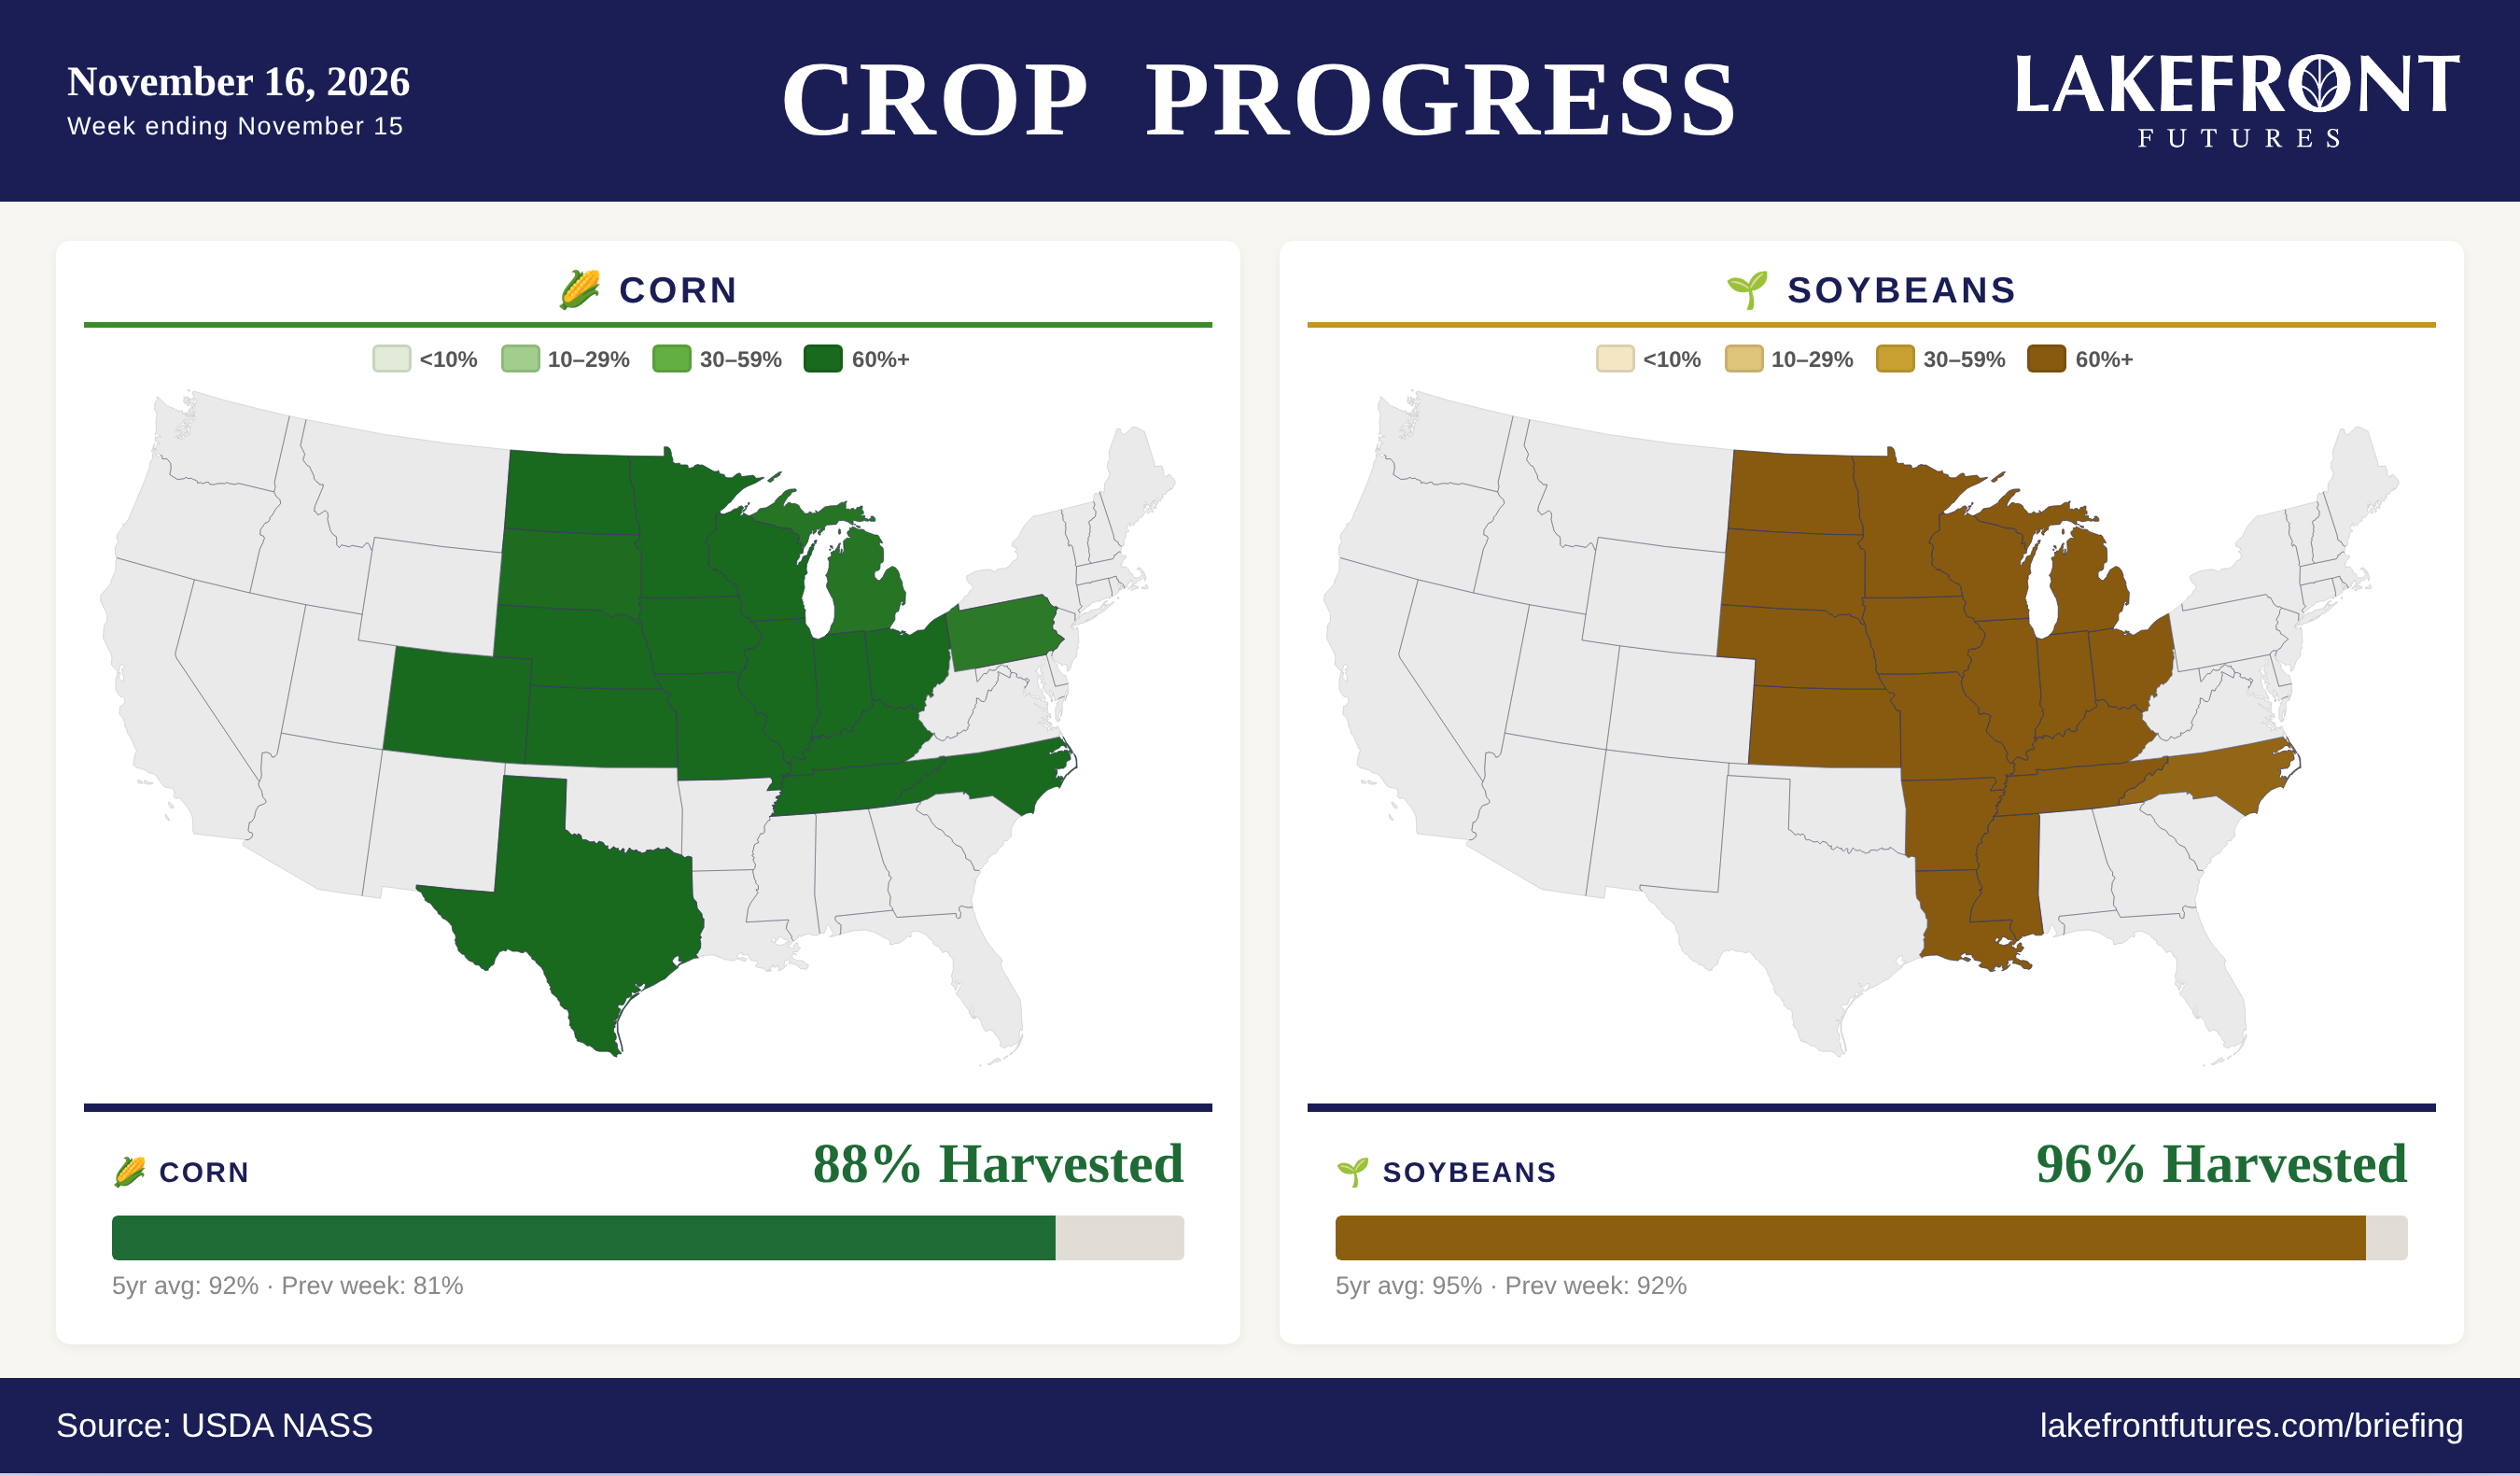 November 16, 2026
Week ending November 15
CROP PROGRESS
LAKEFRONT
FUTURES
CORN
<10% 10–29% 30–59% 60%+
88% Harvested
CORN
5yr avg: 92% · Prev week: 81%
SOYBEANS
<10% 10–29% 30–59% 60%+
96% Harvested
SOYBEANS
5yr avg: 95% · Prev week: 92%
Source: USDA NASS
lakefrontfutures.com/briefing